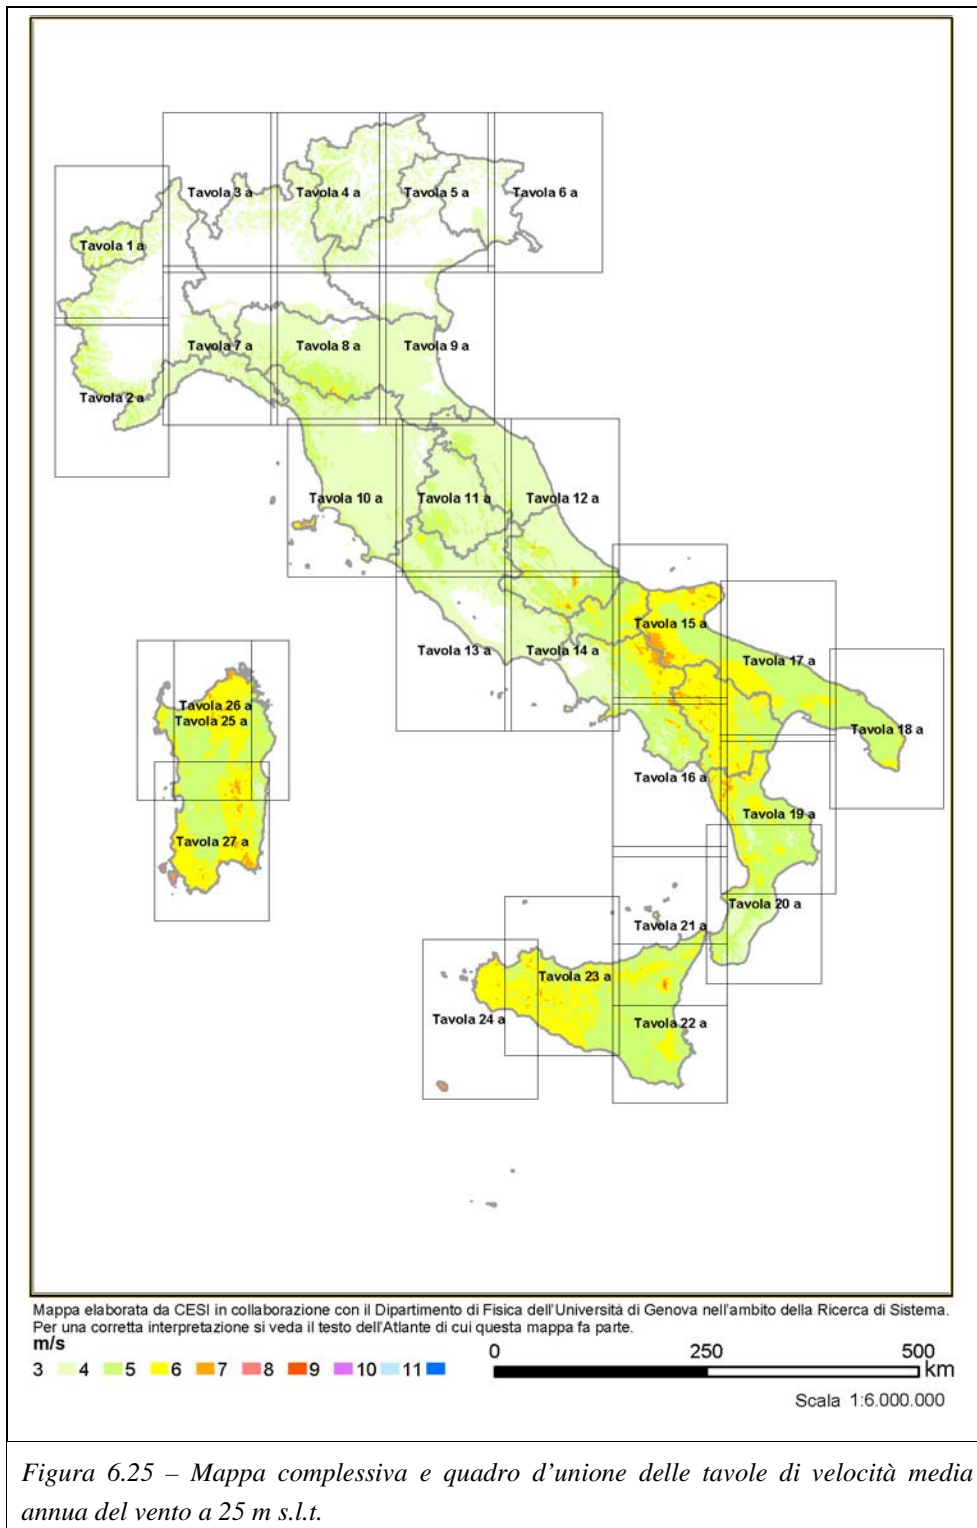 Tavola 3 a
Tavola 4 a
Tavola 5 a
Tavola 6 a
Tavola 1 a
Tavola 7 a
Tavola 8 a
Tavola 9 a
Tavola 2 a
Tavola 10 a
Tavola 11 a
Tavola 12 a
Tavola 15 a
Tavola 13 a
Tavola 14 a
Tavola 17 a
Tavola 26 a
Tavola 25 a
Tavola 18 a
Tavola 16 a
Tavola 19 a
Tavola 27 a
Tavola 20 a
Tavola 21 a
Tavola 23 a
Tavola 24 a
Tavola 22 a
Mappa elaborata da CESI in collaborazione con il Dipartimento di Fisica dell'Università di Genova nell'ambito della Ricerca di Sistema.
Per una corretta interpretazione si veda il testo dell'Atlante di cui questa mappa fa parte.
m/s
3 4 5 6 7 8 9 10 11
0 250 500
km
Scala 1:6.000.000
Figura 6.25 – Mappa complessiva e quadro d'unione delle tavole di velocità media
annua del vento a 25 m s.l.t.